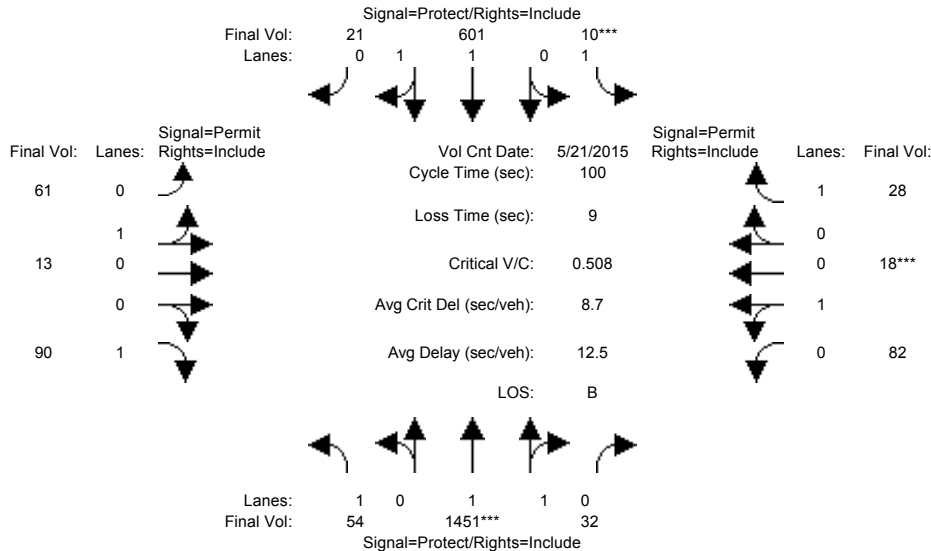 Signal=Protect/Rights=Include
Final Vol: 21 601 10***
Lanes: 0 1 1 0 1
Signal=Permit Signal=Permit
Final Vol: Lanes: Rights=Include Vol Cnt Date: 5/21/2015 Rights=Include Lanes: Final Vol:
Cycle Time (sec): 100
61 0 1 28
Loss Time (sec): 9
1 0
13 0 Critical V/C: 0.508 0 18***
0 Avg Crit Del (sec/veh): 8.7 1
90 1 Avg Delay (sec/veh): 12.5 0 82
LOS: B
Lanes: 1 0 1 1 0
Final Vol: 54 1451*** 32
Signal=Protect/Rights=Include